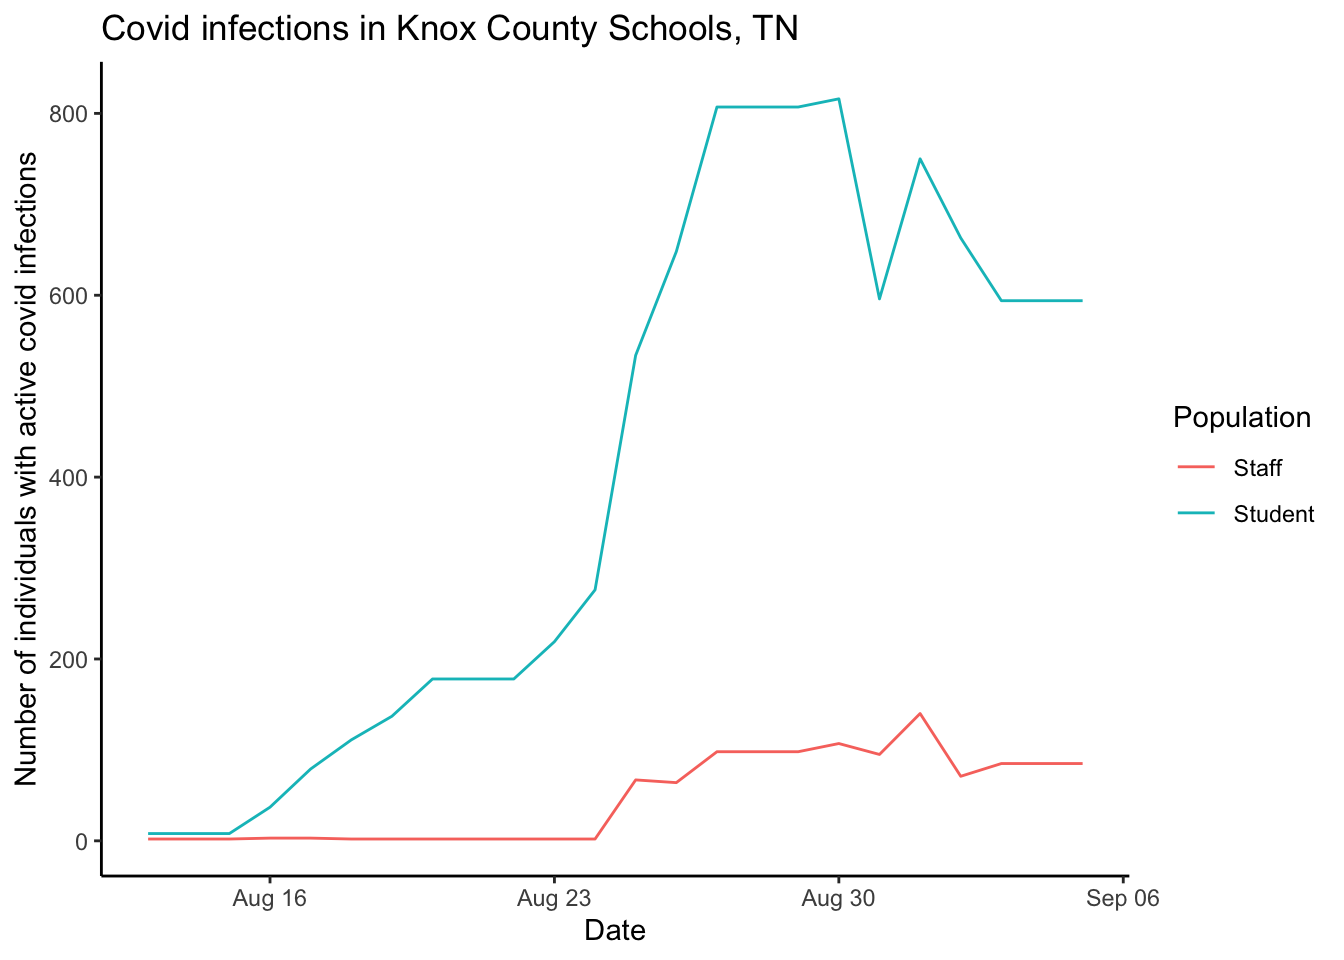 Covid infections in Knox County Schools, TN
Number of individuals with active covid infections
800
600
400
200
0
Aug 16
Aug 23
Aug 30
Sep 06
Date
Population
Staff
Student